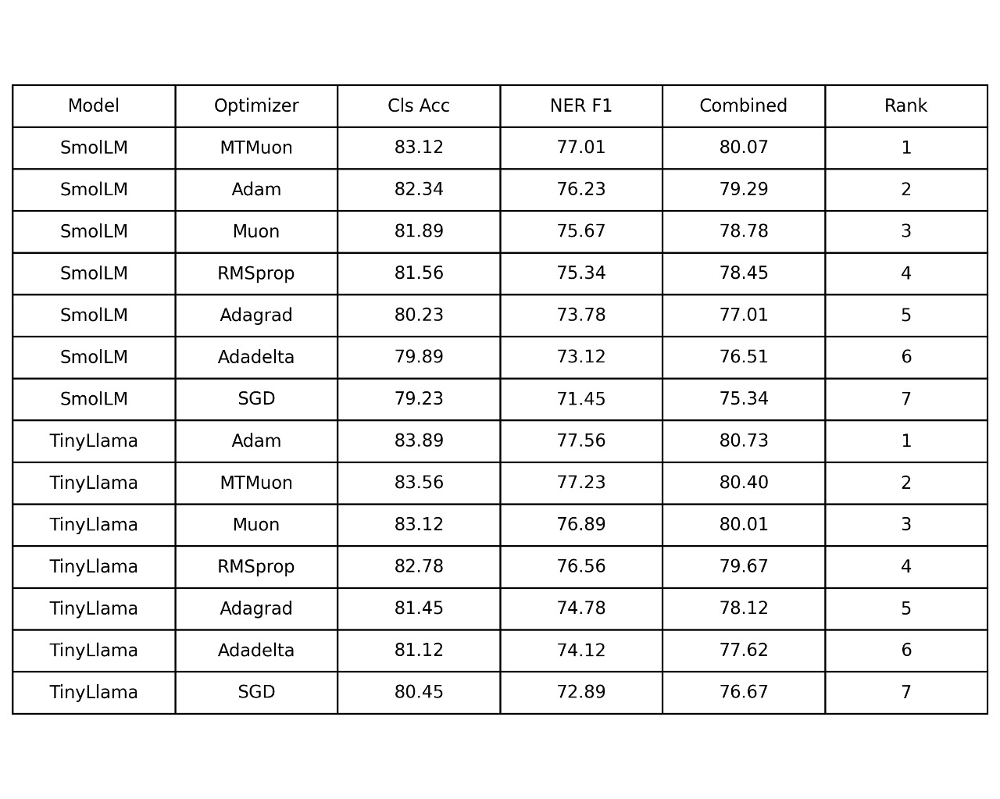 Model Optimizer Cls Acc NER F1 Combined Rank
SmolLM MTMuon 83.12 77.01 80.07 1
SmolLM Adam 82.34 76.23 79.29 2
SmolLM Muon 81.89 75.67 78.78 3
SmolLM RMSprop 81.56 75.34 78.45 4
SmolLM Adagrad 80.23 73.78 77.01 5
SmolLM Adadelta 79.89 73.12 76.51 6
SmolLM SGD 79.23 71.45 75.34 7
TinyLlama Adam 83.89 77.56 80.73 1
TinyLlama MTMuon 83.56 77.23 80.40 2
TinyLlama Muon 83.12 76.89 80.01 3
TinyLlama RMSprop 82.78 76.56 79.67 4
TinyLlama Adagrad 81.45 74.78 78.12 5
TinyLlama Adadelta 81.12 74.12 77.62 6
TinyLlama SGD 80.45 72.89 76.67 7